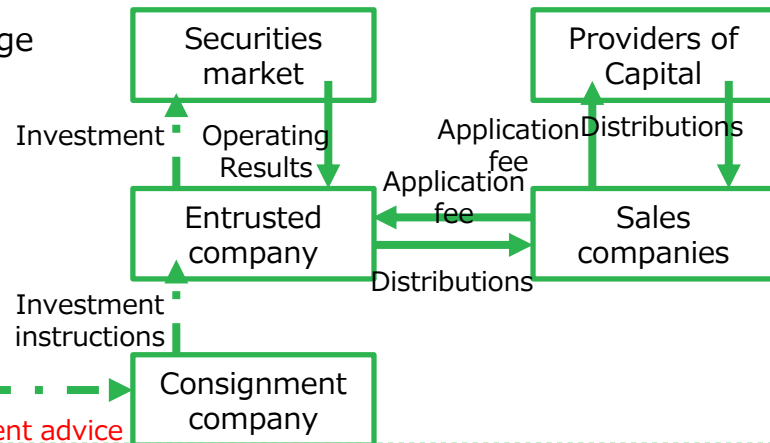 ge
Securities
market
Providers of
Capital
Investment
Operating
Results
Application
fee
Distributions
Application
fee
Entrusted
company
Sales
companies
Distributions
Investment
instructions
Consignment
company
ent advice